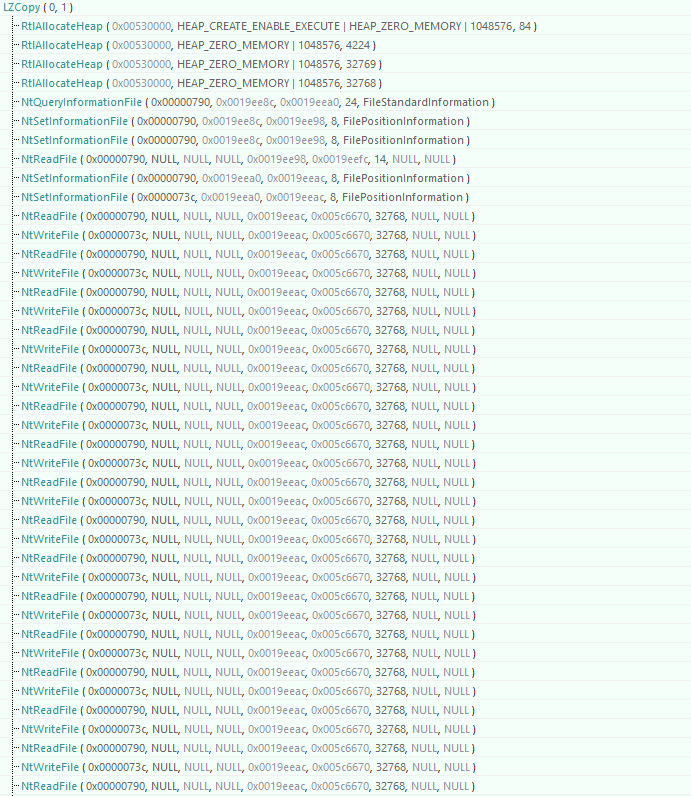 LZCopy ( 0, 1 )
RtlAllocateHeap ( 0x00530000, HEAP_CREATE_ENABLE_EXECUTE | HEAP_ZERO_MEMORY | 1048576, 84 )
RtlAllocateHeap ( 0x00530000, HEAP_ZERO_MEMORY | 1048576, 4224 )
RtlAllocateHeap ( 0x00530000, HEAP_ZERO_MEMORY | 1048576, 32769 )
RtlAllocateHeap ( 0x00530000, HEAP_ZERO_MEMORY | 1048576, 32768 )
NtQueryInformationFile ( 0x00000790, 0x0019ee8c, 0x0019eea0, 24, FileStandardInformation )
NtSetInformationFile ( 0x00000790, 0x0019ee8c, 0x0019ee98, 8, FilePositionInformation )
NtSetInformationFile ( 0x00000790, 0x0019ee8c, 0x0019ee98, 8, FilePositionInformation )
NtReadFile ( 0x00000790, NULL, NULL, NULL, 0x0019ee98, 0x0019eefc, 14, NULL, NULL )
NtSetInformationFile ( 0x00000790, 0x0019eea0, 0x0019eeac, 8, FilePositionInformation )
NtSetInformationFile ( 0x0000073c, 0x0019eea0, 0x0019eeac, 8, FilePositionInformation )
NtReadFile ( 0x00000790, NULL, NULL, NULL, 0x0019eeac, 0x005c6670, 32768, NULL, NULL )
NtWriteFile ( 0x0000073c, NULL, NULL, NULL, 0x0019eeac, 0x005c6670, 32768, NULL, NULL )
NtReadFile ( 0x00000790, NULL, NULL, NULL, 0x0019eeac, 0x005c6670, 32768, NULL, NULL )
NtWriteFile ( 0x0000073c, NULL, NULL, NULL, 0x0019eeac, 0x005c6670, 32768, NULL, NULL )
NtReadFile ( 0x00000790, NULL, NULL, NULL, 0x0019eeac, 0x005c6670, 32768, NULL, NULL )
NtWriteFile ( 0x0000073c, NULL, NULL, NULL, 0x0019eeac, 0x005c6670, 32768, NULL, NULL )
NtReadFile ( 0x00000790, NULL, NULL, NULL, 0x0019eeac, 0x005c6670, 32768, NULL, NULL )
NtWriteFile ( 0x0000073c, NULL, NULL, NULL, 0x0019eeac, 0x005c6670, 32768, NULL, NULL )
NtReadFile ( 0x00000790, NULL, NULL, NULL, 0x0019eeac, 0x005c6670, 32768, NULL, NULL )
NtWriteFile ( 0x0000073c, NULL, NULL, NULL, 0x0019eeac, 0x005c6670, 32768, NULL, NULL )
NtReadFile ( 0x00000790, NULL, NULL, NULL, 0x0019eeac, 0x005c6670, 32768, NULL, NULL )
NtWriteFile ( 0x0000073c, NULL, NULL, NULL, 0x0019eeac, 0x005c6670, 32768, NULL, NULL )
NtReadFile ( 0x00000790, NULL, NULL, NULL, 0x0019eeac, 0x005c6670, 32768, NULL, NULL )
NtWriteFile ( 0x0000073c, NULL, NULL, NULL, 0x0019eeac, 0x005c6670, 32768, NULL, NULL )
NtReadFile ( 0x00000790, NULL, NULL, NULL, 0x0019eeac, 0x005c6670, 32768, NULL, NULL )
NtWriteFile ( 0x0000073c, NULL, NULL, NULL, 0x0019eeac, 0x005c6670, 32768, NULL, NULL )
NtReadFile ( 0x00000790, NULL, NULL, NULL, 0x0019eeac, 0x005c6670, 32768, NULL, NULL )
NtWriteFile ( 0x0000073c, NULL, NULL, NULL, 0x0019eeac, 0x005c6670, 32768, NULL, NULL )
NtReadFile ( 0x00000790, NULL, NULL, NULL, 0x0019eeac, 0x005c6670, 32768, NULL, NULL )
NtWriteFile ( 0x0000073c, NULL, NULL, NULL, 0x0019eeac, 0x005c6670, 32768, NULL, NULL )
NtReadFile ( 0x00000790, NULL, NULL, NULL, 0x0019eeac, 0x005c6670, 32768, NULL, NULL )
NtWriteFile ( 0x0000073c, NULL, NULL, NULL, 0x0019eeac, 0x005c6670, 32768, NULL, NULL )
NtReadFile ( 0x00000790, NULL, NULL, NULL, 0x0019eeac, 0x005c6670, 32768, NULL, NULL )
NtWriteFile ( 0x0000073c, NULL, NULL, NULL, 0x0019eeac, 0x005c6670, 32768, NULL, NULL )
NtReadFile ( 0x00000790, NULL, NULL, NULL, 0x0019eeac, 0x005c6670, 32768, NULL, NULL )
NtWriteFile ( 0x0000073c, NULL, NULL, NULL, 0x0019eeac, 0x005c6670, 32768, NULL, NULL )
NtReadFile ( 0x00000790, NULL, NULL, NULL, 0x0019eeac, 0x005c6670, 32768, NULL, NULL )
NtWriteFile ( 0x0000073c, NULL, NULL, NULL, 0x0019eeac, 0x005c6670, 32768, NULL, NULL )
NtReadFile ( 0x00000790, NULL, NULL, NULL, 0x0019eeac, 0x005c6670, 32768, NULL, NULL )
NtWriteFile ( 0x0000073c, NULL, NULL, NULL, 0x0019eeac, 0x005c6670, 32768, NULL, NULL )
NtReadFile ( 0x00000790, NULL, NULL, NULL, 0x0019eeac, 0x005c6670, 32768, NULL, NULL )